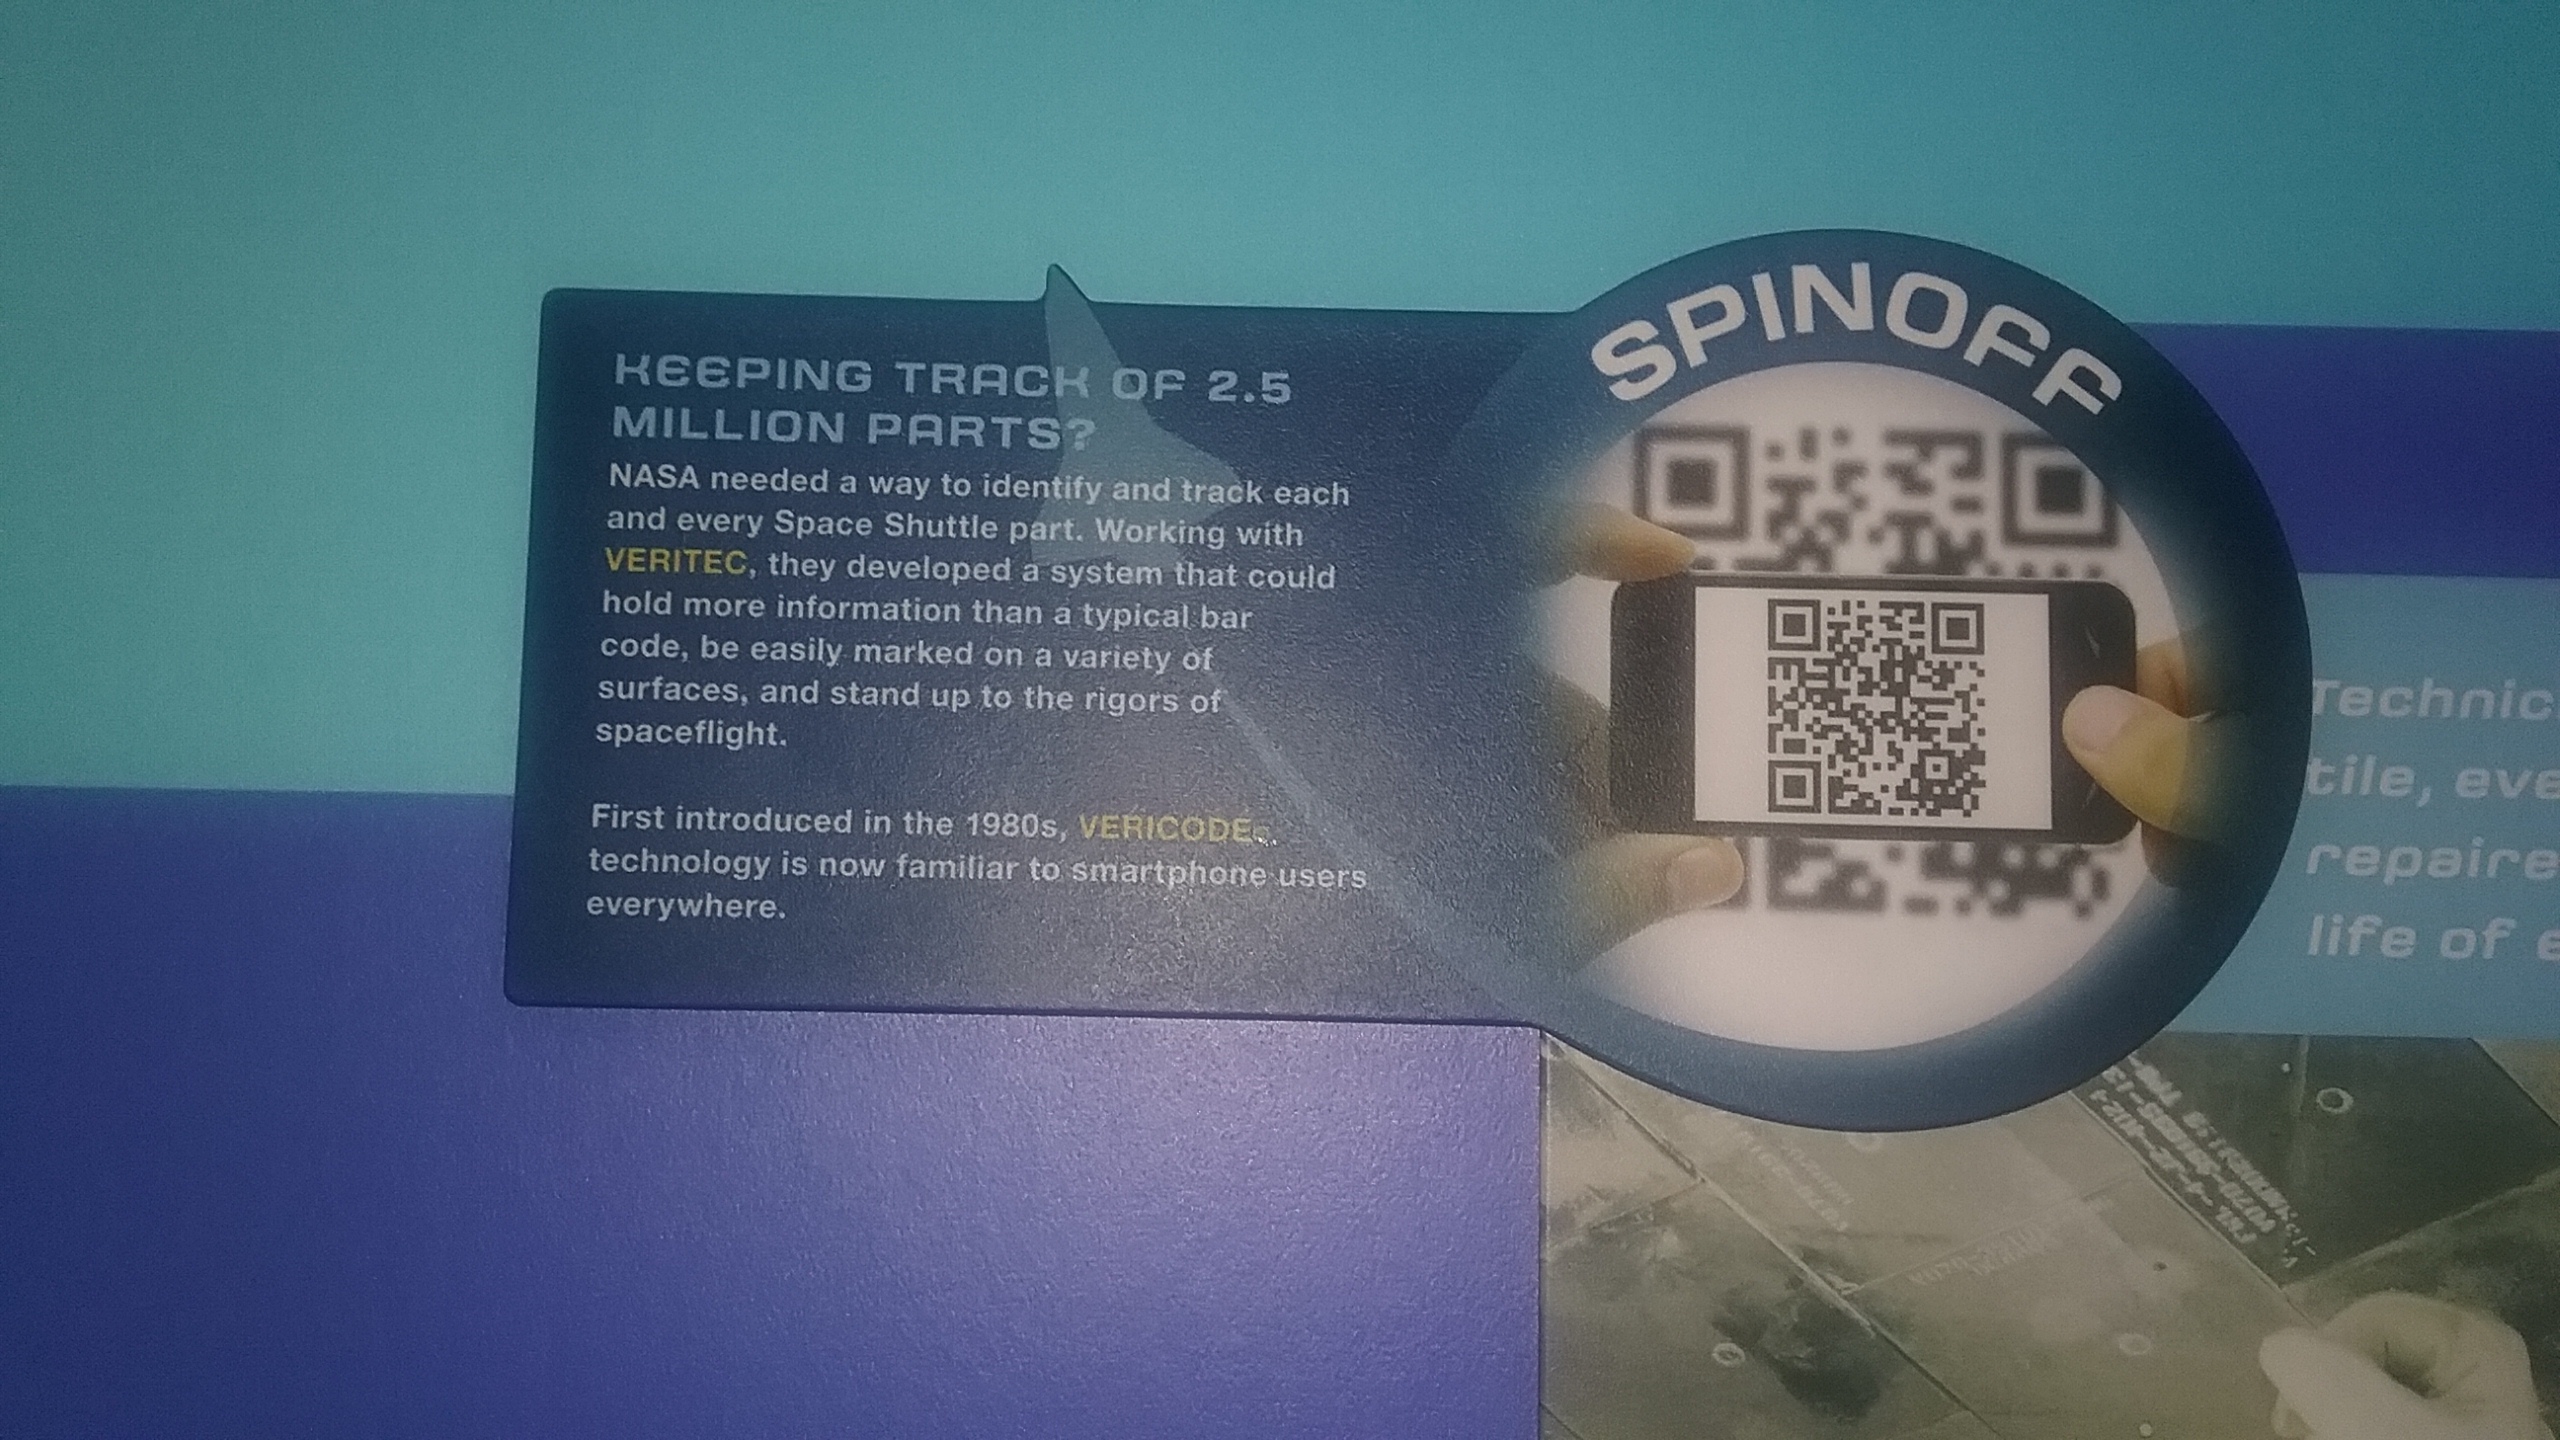 SPINOFF
KEEPING TRACK OF 2.5
MILLION PARTS?
NASA needed a way to identify and track each
and every Space Shuttle part. Working with
VERITEC, they developed a system that could
hold more information than a typical bar
code, be easily marked on a variety of
surfaces, and stand up to the rigors of
spaceflight.
First introduced in the 1980s, VERICODE
technology is now familiar to smartphone users
everywhere.
Technic
tile, eve
repaire
life of e